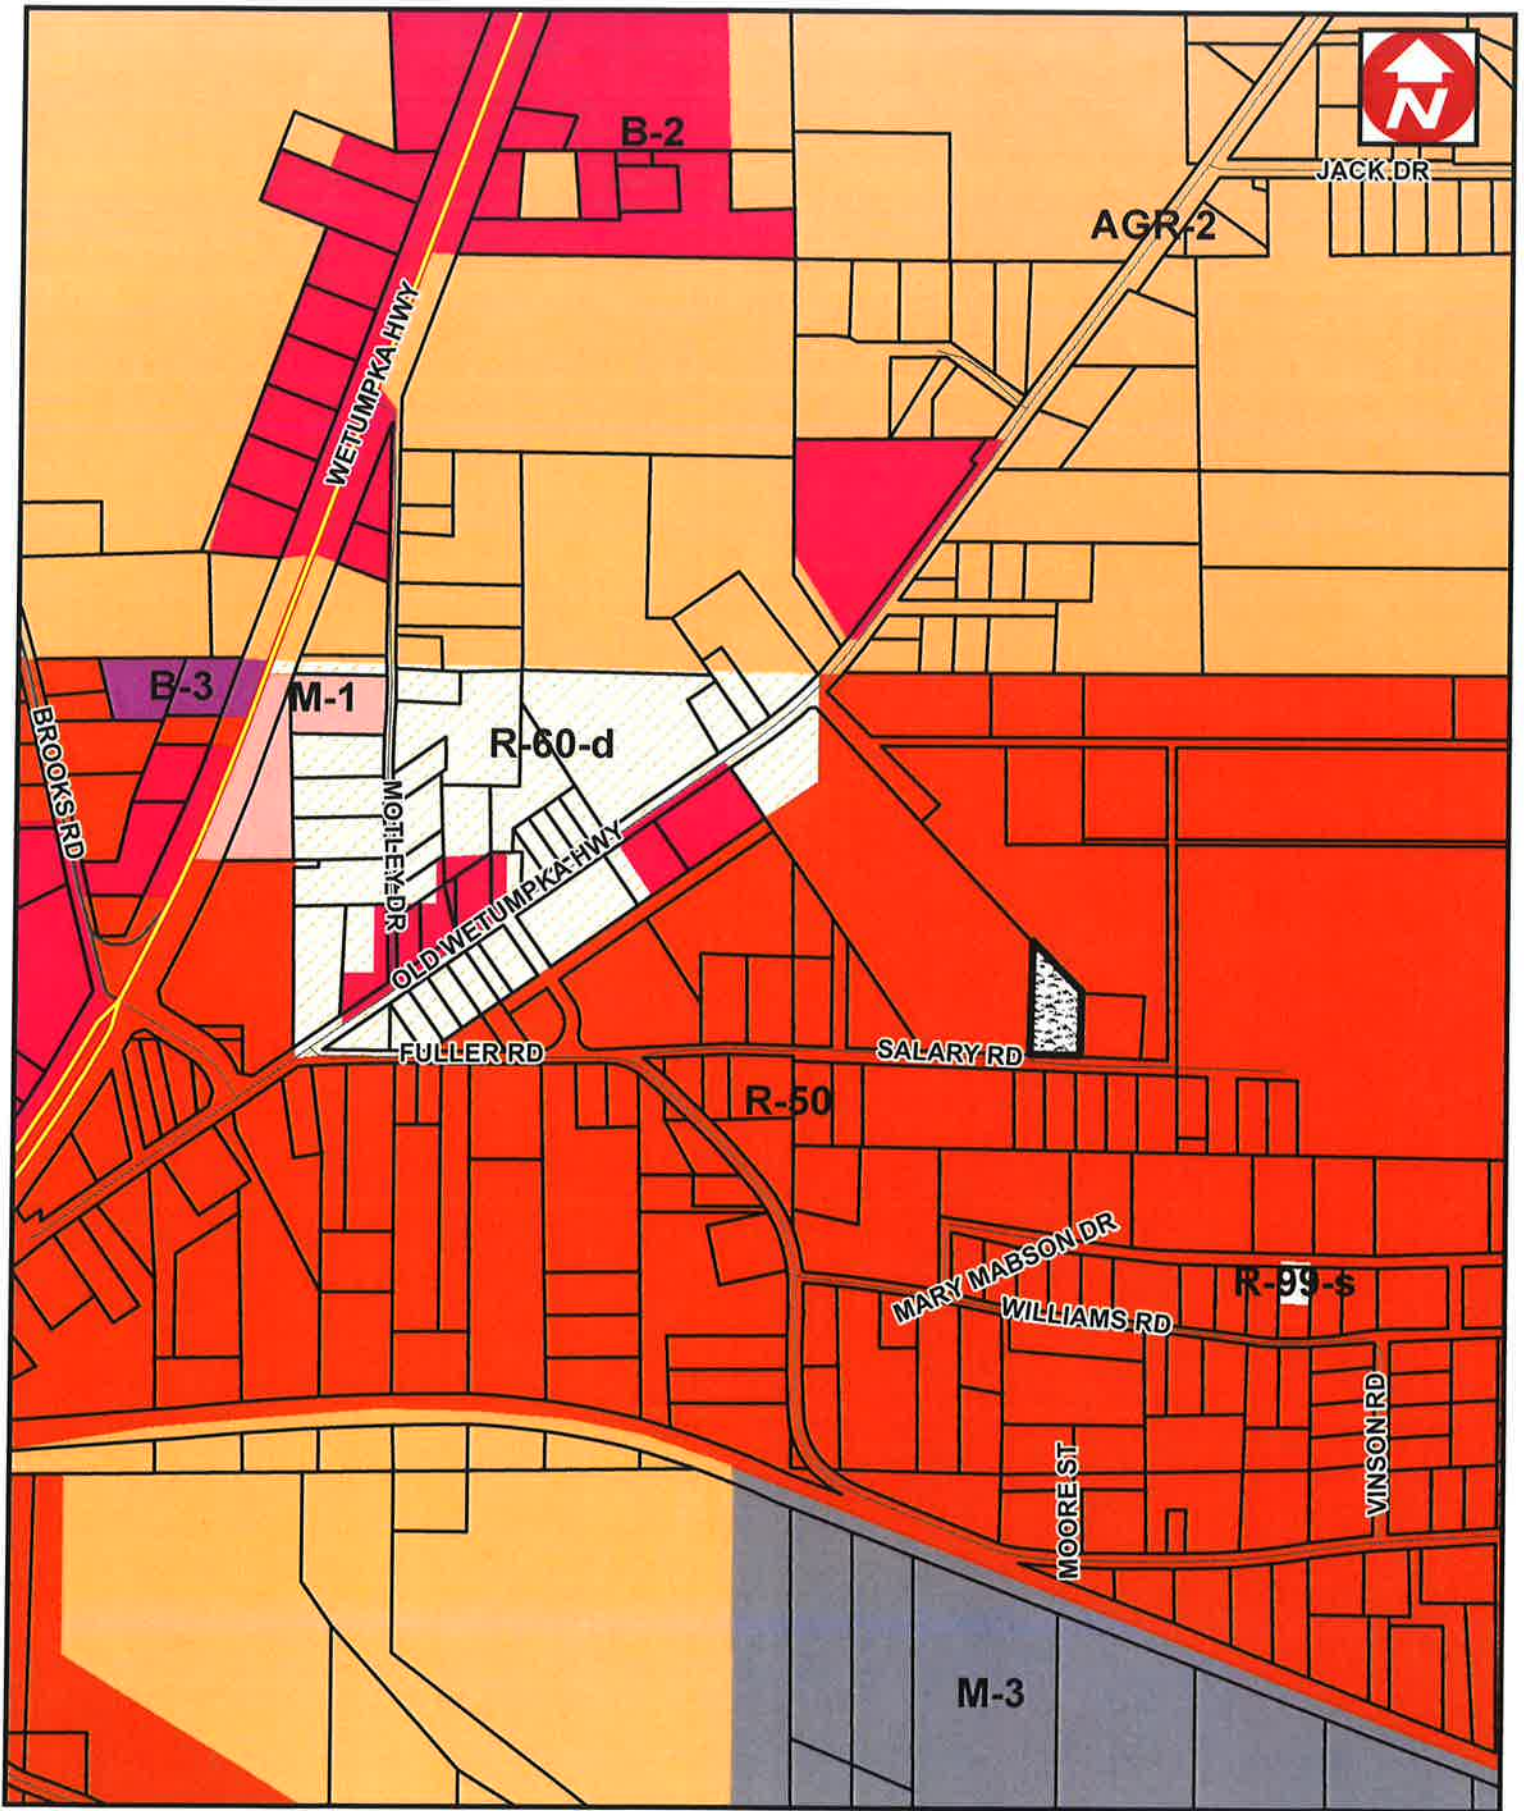 N
B-2
JACK DR
AGR-2
WETUMPKA HWY
B-3
M-1
R-60-d
BROOKS RD
MOTLEY DR
OLD WETUMPKA HWY
FULLER RD
SALARY RD
R-50
MARY MABSON DR
R-99-s
WILLIAMS RD
VINSON RD
MOORE ST
M-3